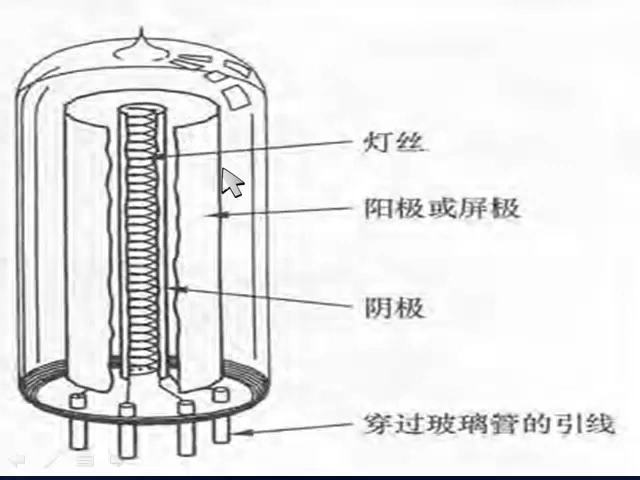 灯丝
阳极或屏极
阴极
穿过玻璃管的引线